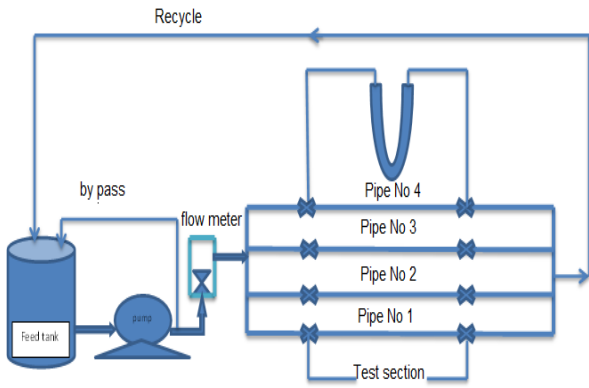 Recycle
Pipe No 4
by pass
flow meter
Pipe No 3
Pipe No 2
pump
Pipe No 1
Feed tank
Test section